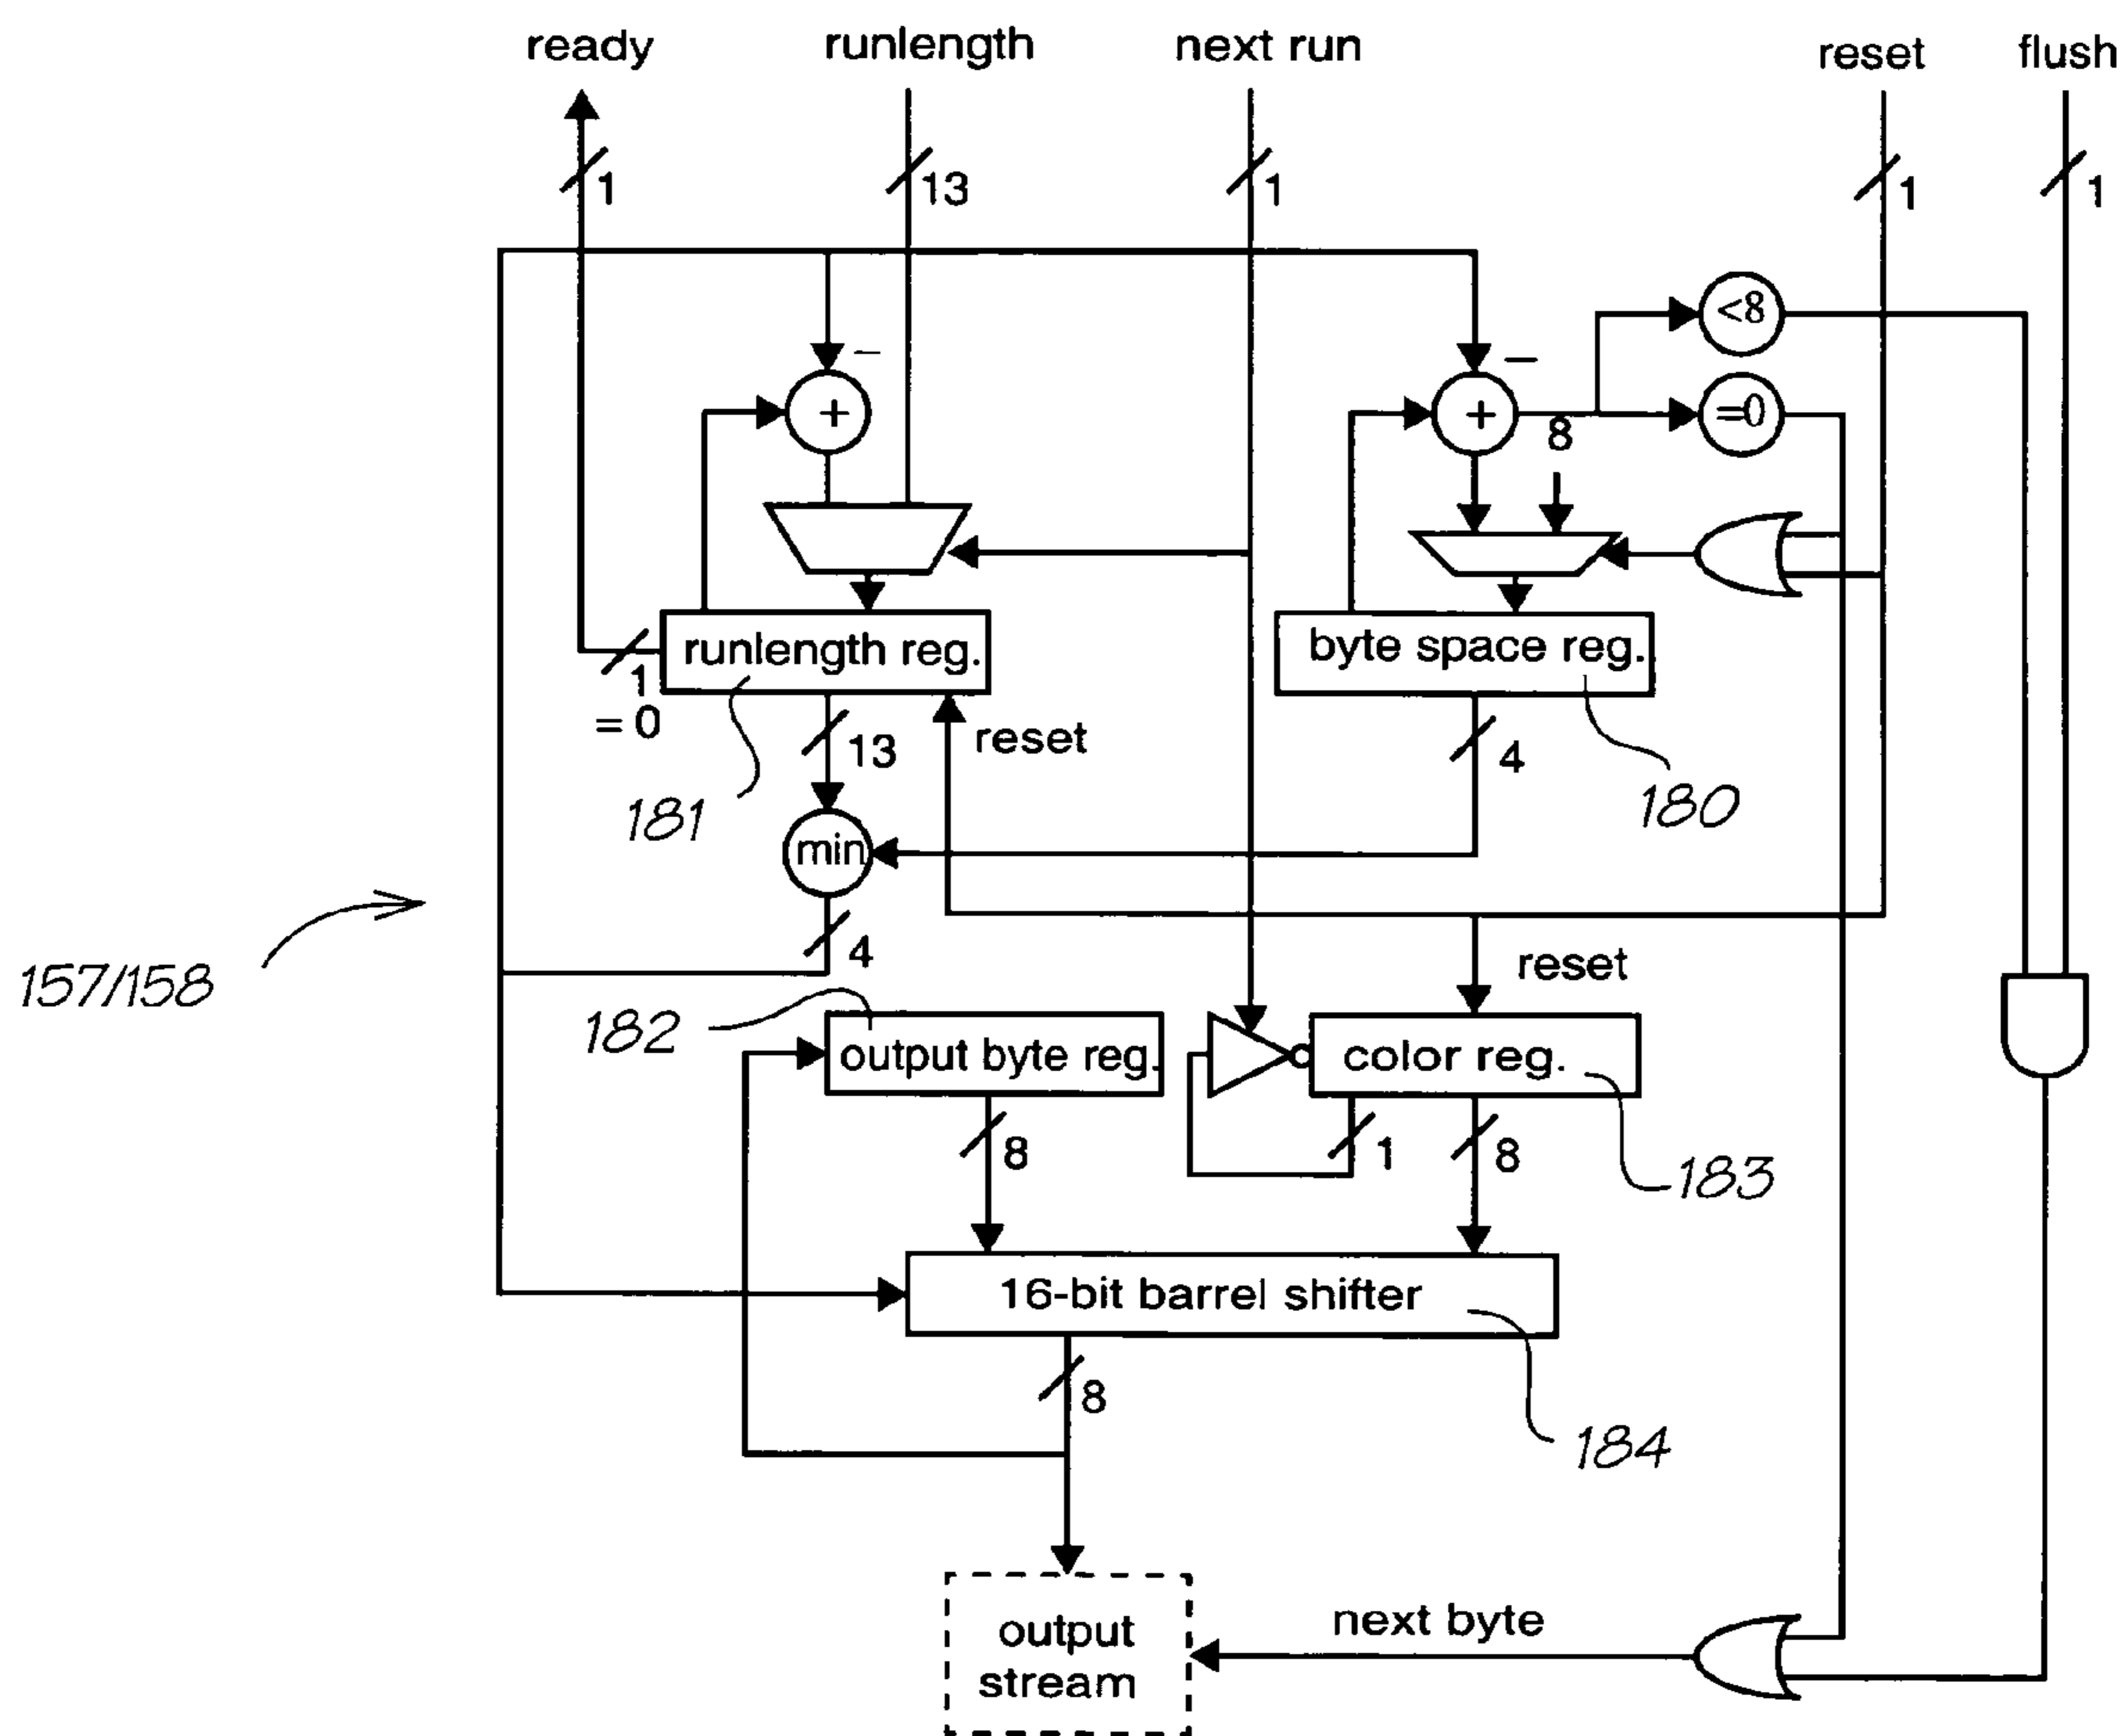 ready
runlength
next run
reset
flush
1
13
1
1
1
<8
–
–
+
+
=0
8
runlength reg.
byte space reg.
1
= 0
13
reset
4
181
180
min
4
reset
157/158
182
output byte reg.
color reg.
8
1
8
183
16-bit barrel shifter
8
184
output
stream
next byte